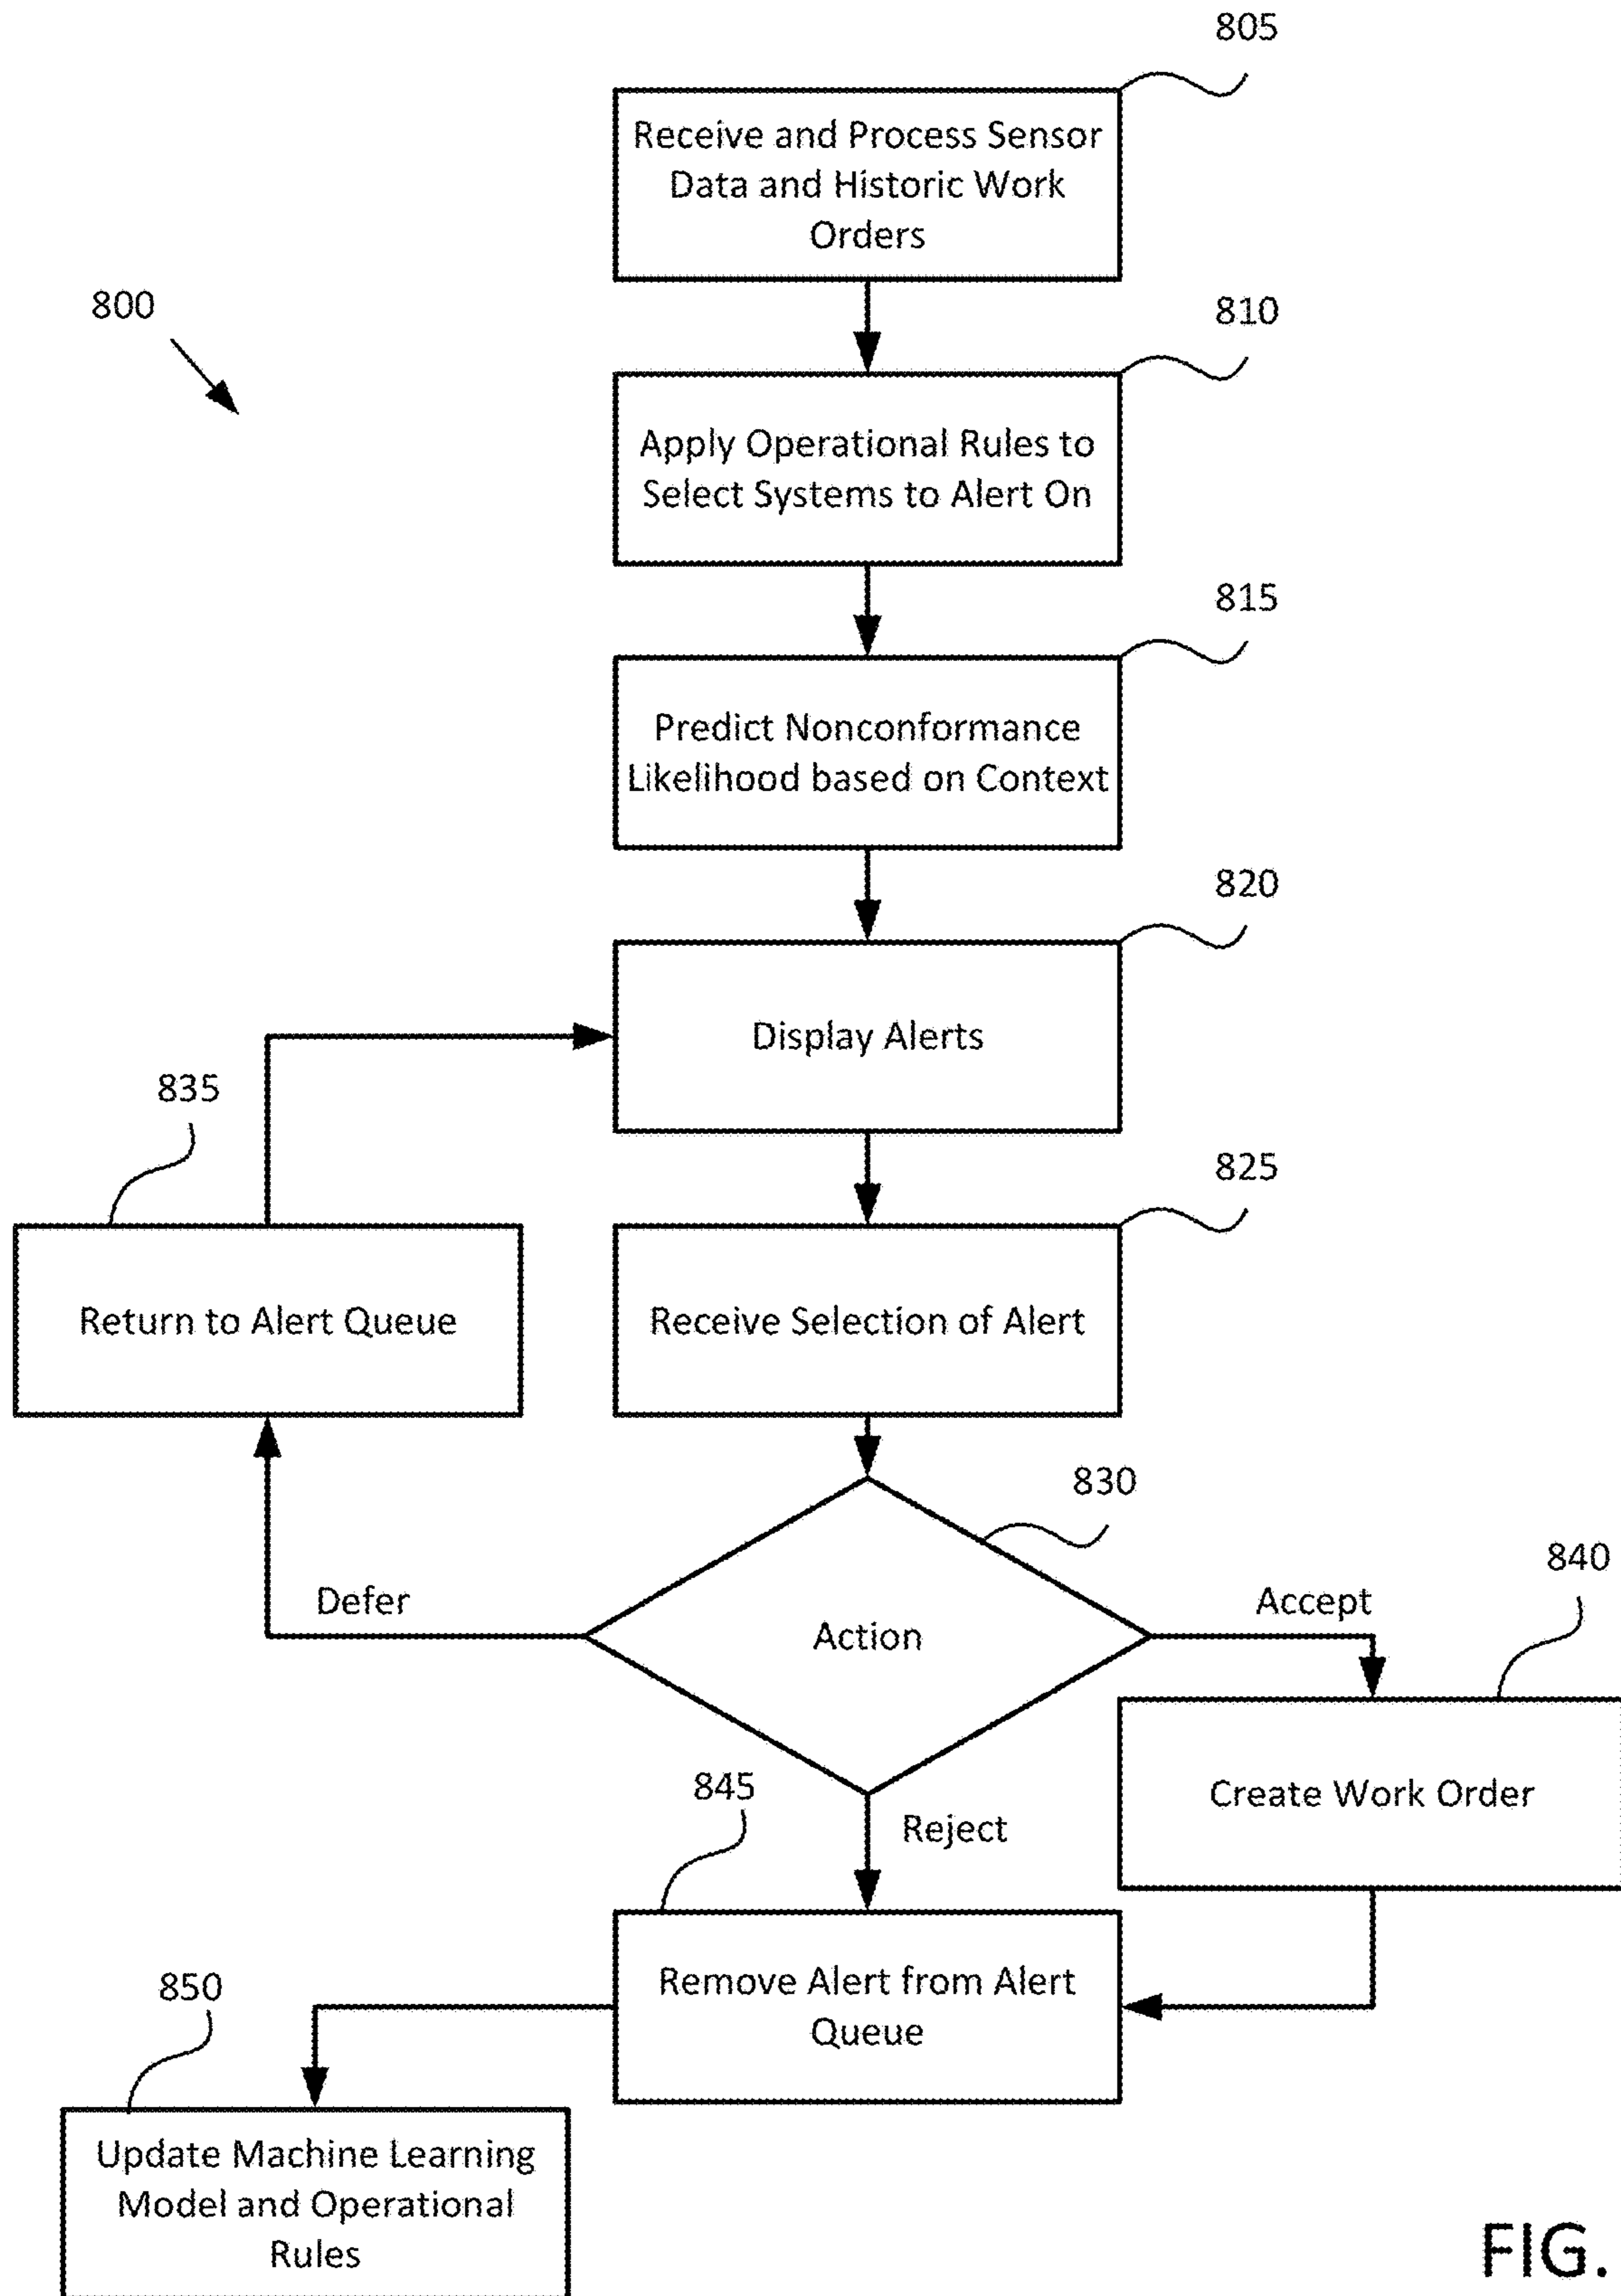 805
Receive and Process Sensor
Data and Historic Work
Orders
800
810
Apply Operational Rules to
Select Systems to Alert On
815
Predict Nonconformance
Likelihood based on Context
820
Display Alerts
835
825
Return to Alert Queue
Receive Selection of Alert
830
840
Defer
Accept
Action
845
Create Work Order
Reject
850
Remove Alert from Alert
Queue
Update Machine Learning
Model and Operational
Rules
FIG.